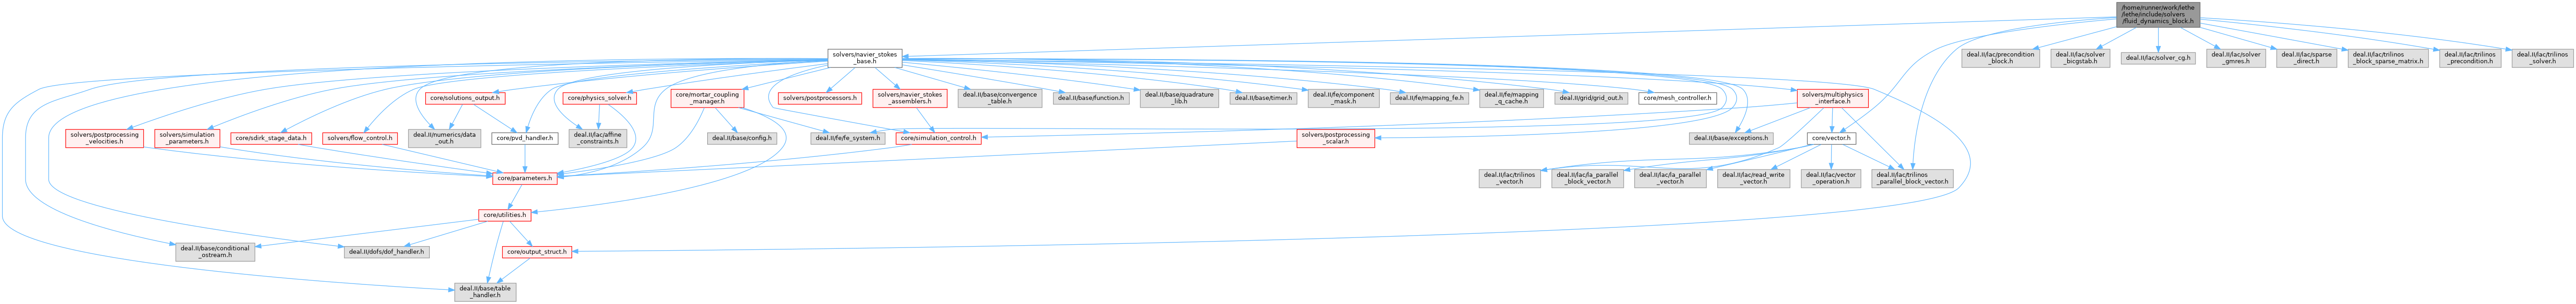 /home/runner/work/lethe
/lethe/include/solvers
/fluid_dynamics_block.h
solvers/navier_stokes
_base.h
deal.II/lac/precondition
_block.h
deal.II/lac/solver
_bicgstab.h
deal.II/lac/solver_cg.h
deal.II/lac/solver
_gmres.h
deal.II/lac/sparse
_direct.h
deal.II/lac/trilinos
_block_sparse_matrix.h
deal.II/lac/trilinos
_precondition.h
deal.II/lac/trilinos
_solver.h
core/solutions_output.h
core/physics_solver.h
core/mortar_coupling
_manager.h
solvers/postprocessors.h
solvers/navier_stokes
_assemblers.h
deal.II/base/convergence
_table.h
deal.II/base/function.h
deal.II/base/quadrature
_lib.h
deal.II/base/timer.h
deal.II/fe/component
_mask.h
deal.II/fe/mapping_fe.h
deal.II/fe/mapping
_q_cache.h
deal.II/grid/grid_out.h
core/mesh_controller.h
solvers/multiphysics
_interface.h
solvers/postprocessing
_velocities.h
solvers/simulation
_parameters.h
core/sdirk_stage_data.h
solvers/flow_control.h
deal.II/numerics/data
_out.h
core/pvd_handler.h
deal.II/lac/affine
_constraints.h
deal.II/base/config.h
deal.II/fe/fe_system.h
core/simulation_control.h
solvers/postprocessing
_scalar.h
deal.II/base/exceptions.h
core/vector.h
core/parameters.h
deal.II/lac/trilinos
_vector.h
deal.II/lac/la_parallel
_block_vector.h
deal.II/lac/la_parallel
_vector.h
deal.II/lac/read_write
_vector.h
deal.II/lac/vector
_operation.h
deal.II/lac/trilinos
_parallel_block_vector.h
core/utilities.h
deal.II/base/conditional
_ostream.h
deal.II/dofs/dof_handler.h
core/output_struct.h
deal.II/base/table
_handler.h